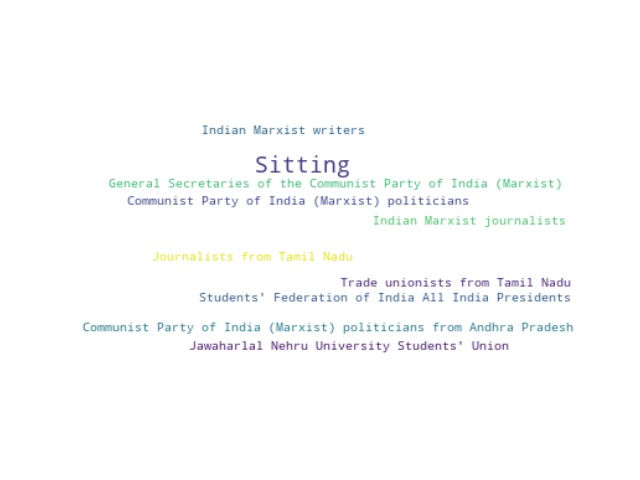 Indian Marxist writers
Sitting
General Secretaries of the Communist Party of India (Marxist)
Communist Party of India (Marxist) politicians
Indian Marxist journalists
Journalists from Tamil Nadu
Trade unionists from Tamil Nadu
Students' Federation of India All India Presidents
Communist Party of India (Marxist) politicians from Andhra Pradesh
Jawaharlal Nehru University Students' Union